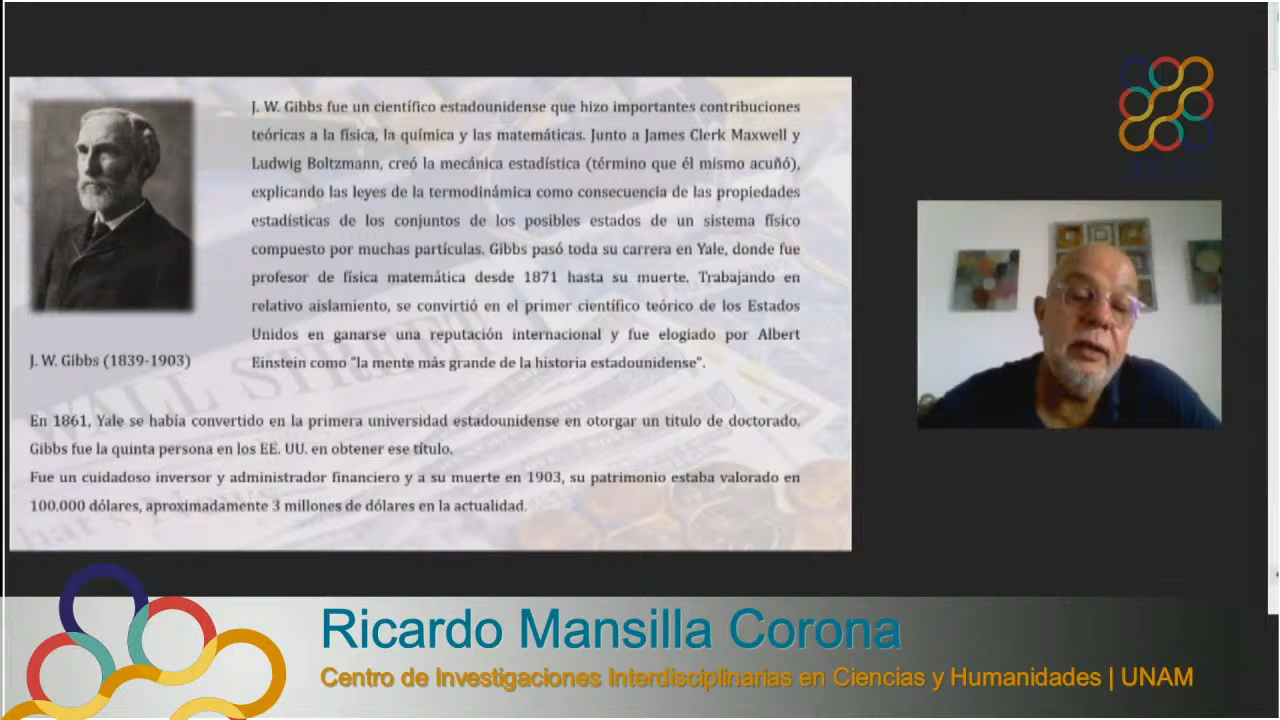 J. W. Gibbs fue un científico estadounidense que hizo importantes contribuciones
teóricas a la física, la química y las matemáticas. Junto a James Clerk Maxwell y
Ludwig Boltzmann, creó la mecánica estadística (término que él mismo acuñó),
explicando las leyes de la termodinámica como consecuencia de las propiedades
estadísticas de los conjuntos de los posibles estados de un sistema físico
compuesto por muchas partículas. Gibbs pasó toda su carrera en Yale, donde fue
profesor de física matemática desde 1871 hasta su muerte. Trabajando en
relativo aislamiento, se convirtió en el primer científico teórico de los Estados
Unidos en ganarse una reputación internacional y fue elogiado por Albert
Einstein como "la mente más grande de la historia estadounidense".
J. W. Gibbs (1839-1903)
En 1861, Yale se había convertido en la primera universidad estadounidense en otorgar un titulo de doctorado.
Gibbs fue la quinta persona en los EE. UU. en obtener ese título.
Fue un cuidadoso inversor y administrador financiero y a su muerte en 1903, su patrimonio estaba valorado en
100.000 dólares, aproximadamente 3 millones de dólares en la actualidad.
Ricardo Mansilla Corona
Centro de Investigaciones Interdisciplinarias en Ciencias y Humanidades | UNAM